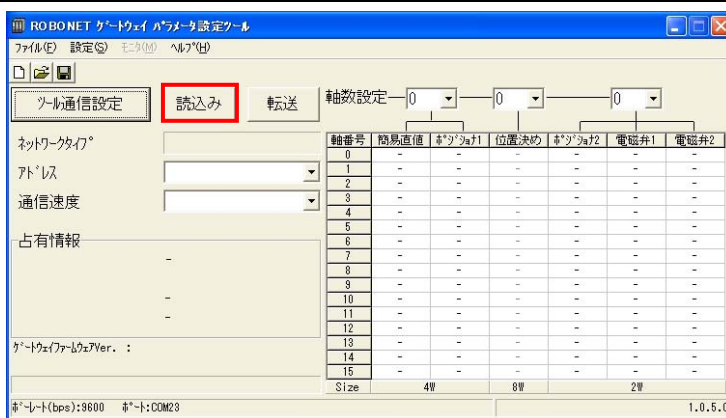 ROBONET ゲートウェイ パラメータ設定ツール
ファイル(F) 設定(S) モニタ(M) ヘルプ(H)
ツール通信設定 読込み 転送 軸数設定 0 0 0
ネットワークタイプ
アドレス
通信速度
占有情報
-
-
-
ゲートウェイファームウェアVer. :
軸番号 簡易直値 ポジショナ1 位置決め ポジショナ2 電磁弁1 電磁弁2
0 - - - - - -
1 - - - - - -
2 - - - - - -
3 - - - - - -
4 - - - - - -
5 - - - - - -
6 - - - - - -
7 - - - - - -
8 - - - - - -
9 - - - - - -
10 - - - - - -
11 - - - - - -
12 - - - - - -
13 - - - - - -
14 - - - - - -
15 - - - - - -
Size 4W 8W 2W
ボーレート(bps):9600 ポート:COM23 1.0.5.0